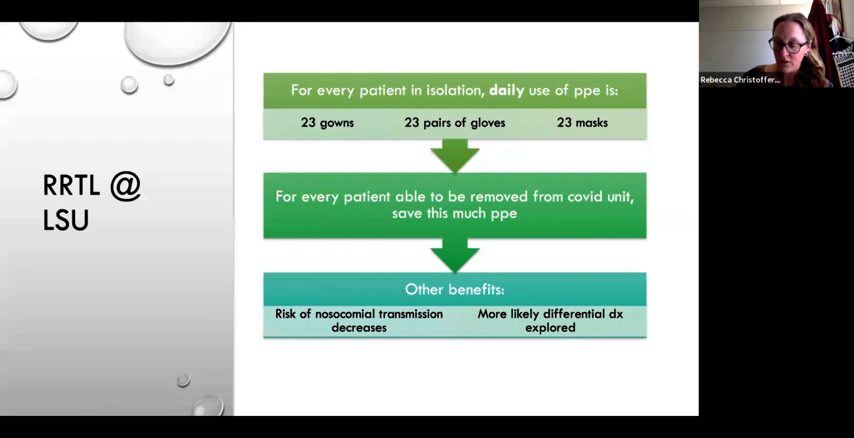 Rebecca Christoffer...
RRTL @
LSU
For every patient in isolation, daily use of ppe is:
23 gowns 23 pairs of gloves 23 masks
For every patient able to be removed from covid unit,
save this much ppe
Other benefits:
Risk of nosocomial transmission
decreases
More likely differential dx
explored